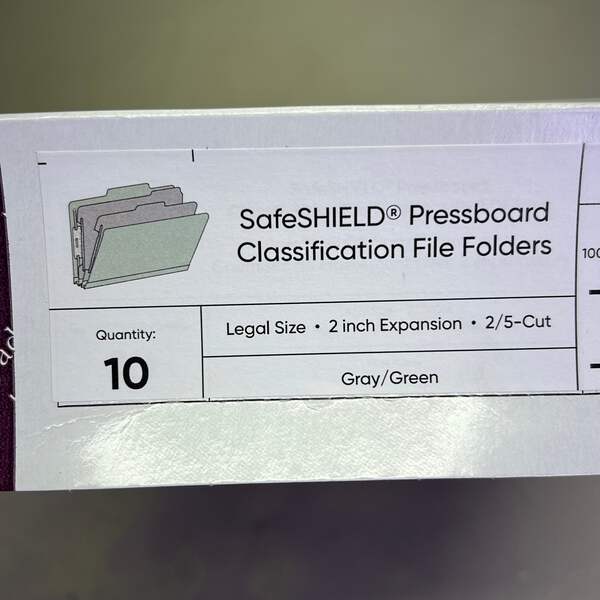 SafeSHIELD® Pressboard
Classification File Folders
Quantity:
10
Legal Size • 2 inch Expansion • 2/5-Cut
Gray/Green